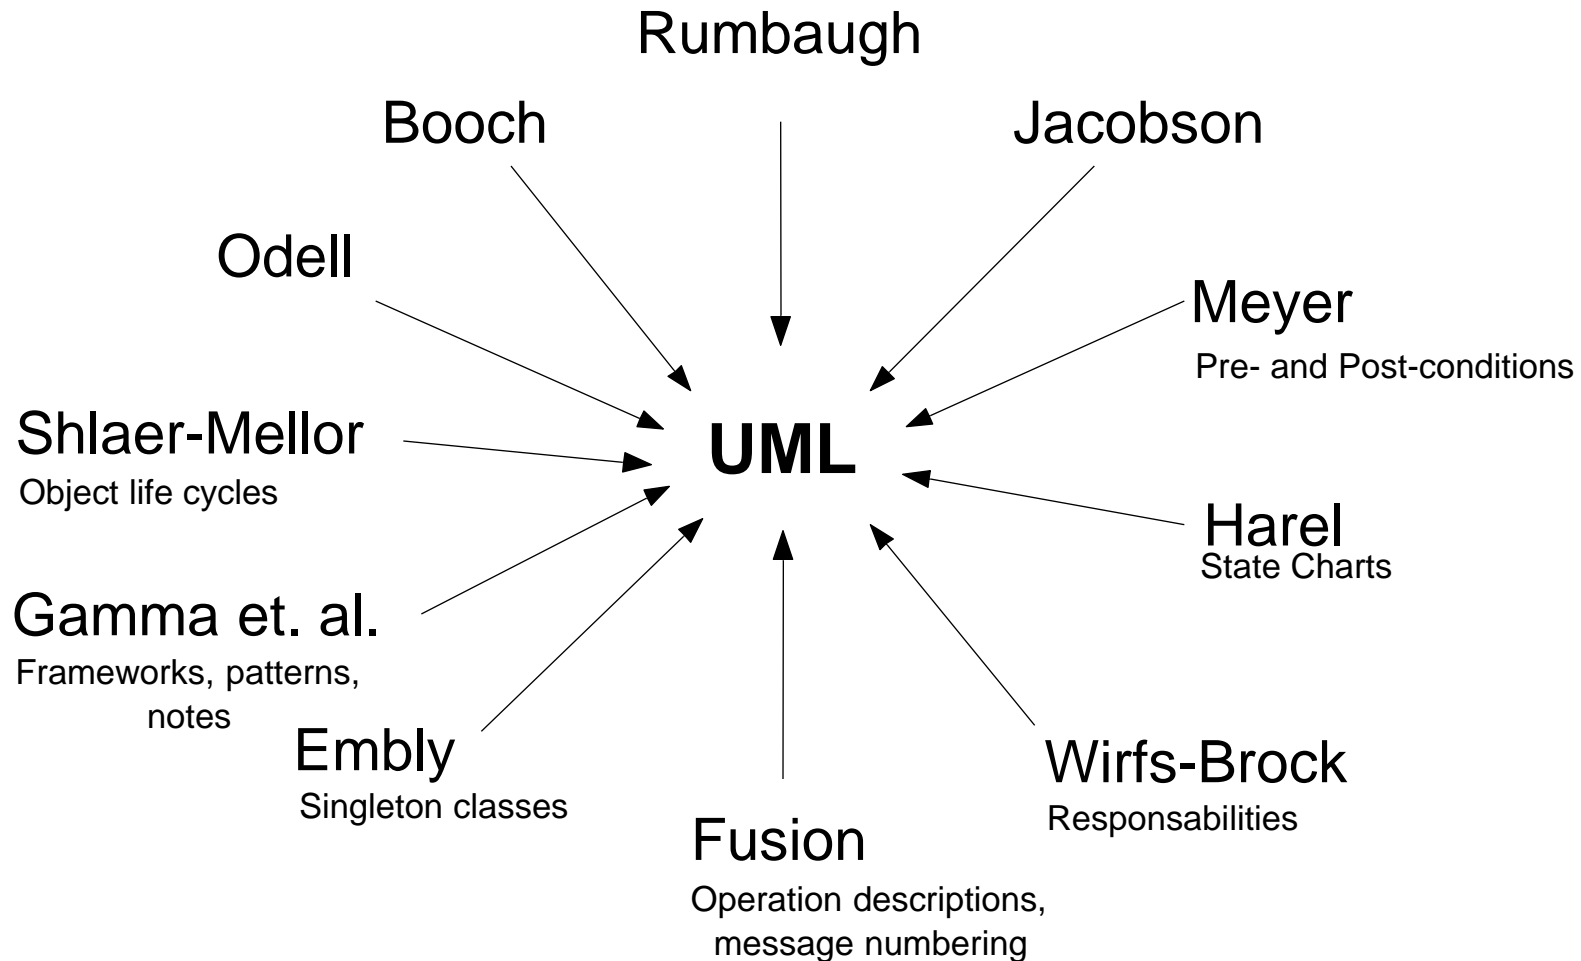 Rumbaugh
Booch
Jacobson
Odell
Meyer
Pre- and Post-conditions
Shlaer-Mellor
Object life cycles
UML
Harel
State Charts
Gamma et. al.
Frameworks, patterns,
notes
Embly
Singleton classes
Wirfs-Brock
Responsabilities
Fusion
Operation descriptions,
message numbering